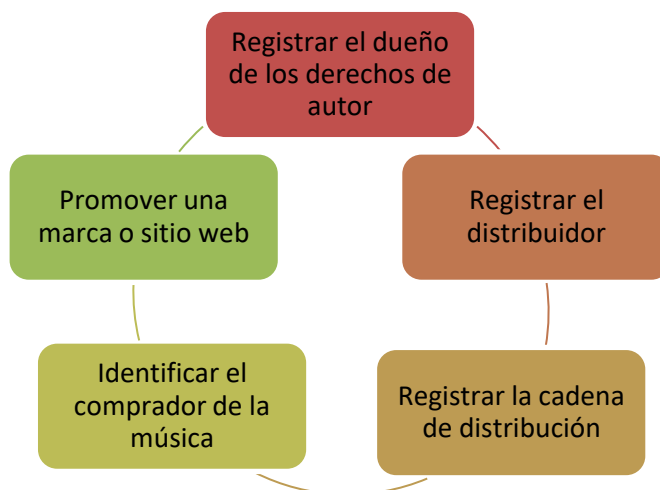 Registrar el dueño
de los derechos de
autor
Registrar el
distribuidor
Registrar la cadena
de distribución
Identificar el
comprador de la
música
Promover una
marca o sitio web